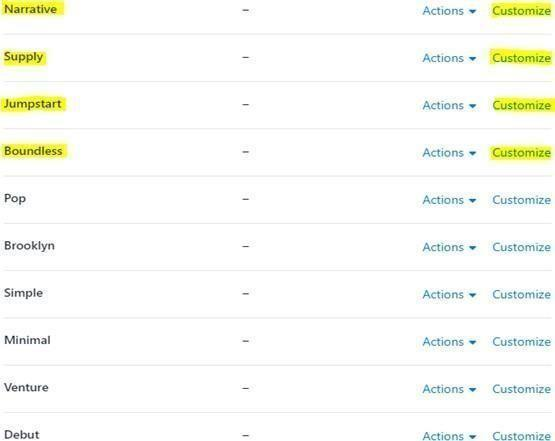 Narrative – Actions Customize
Supply – Actions Customize
Jumpstart – Actions Customize
Boundless – Actions Customize
Pop – Actions Customize
Brooklyn – Actions Customize
Simple – Actions Customize
Minimal – Actions Customize
Venture – Actions Customize
Debut – Actions Customize